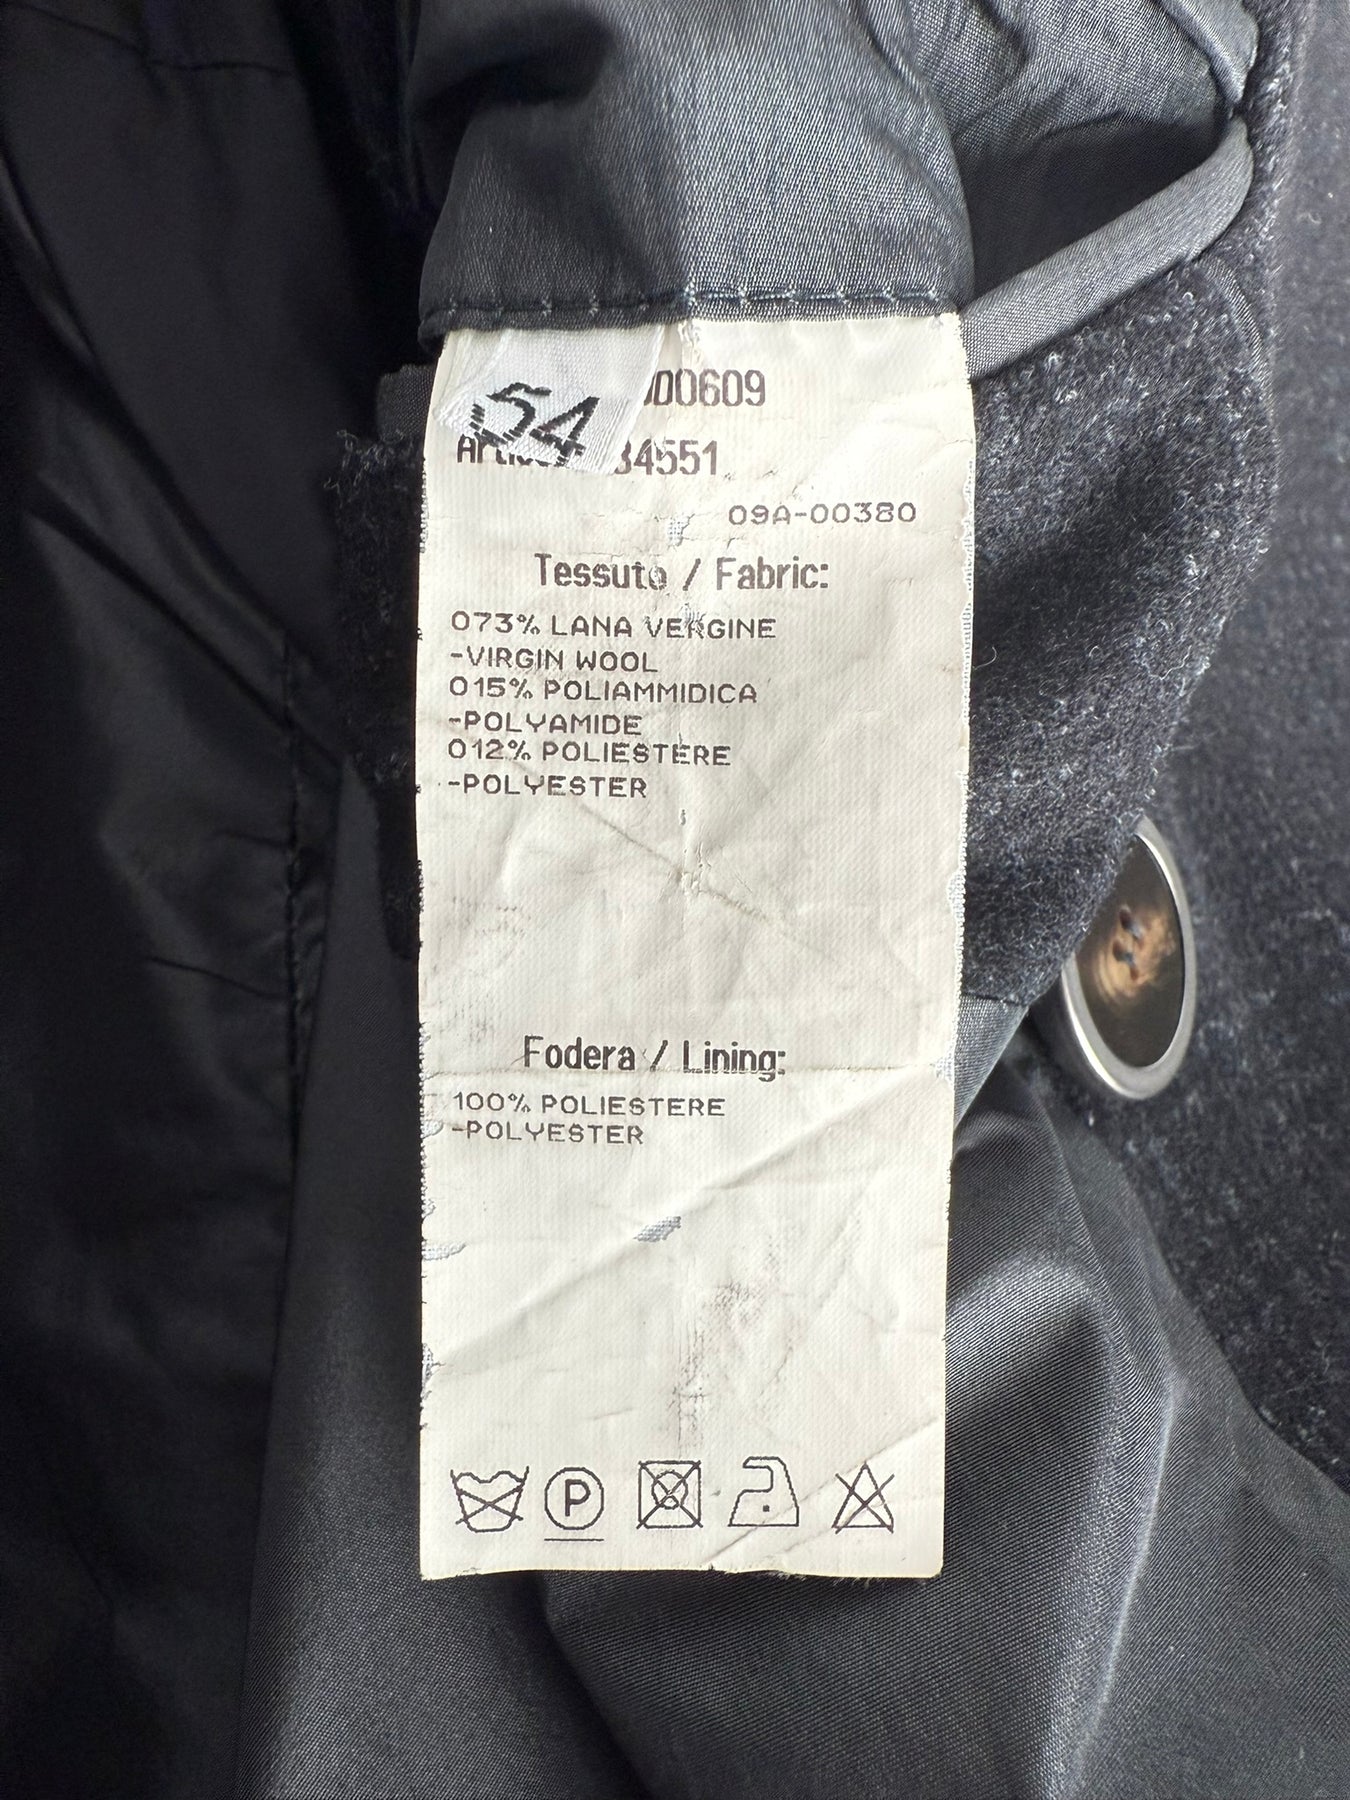 54
00609
34551
09A-00380
Tessuto / Fabric:
073% LANA VERGINE
-VIRGIN WOOL
015% POLIAMMIDICA
-POLYAMIDE
012% POLIESTERE
-POLYESTER
Fodera / Lining:
100% POLIESTERE
-POLYESTER
P